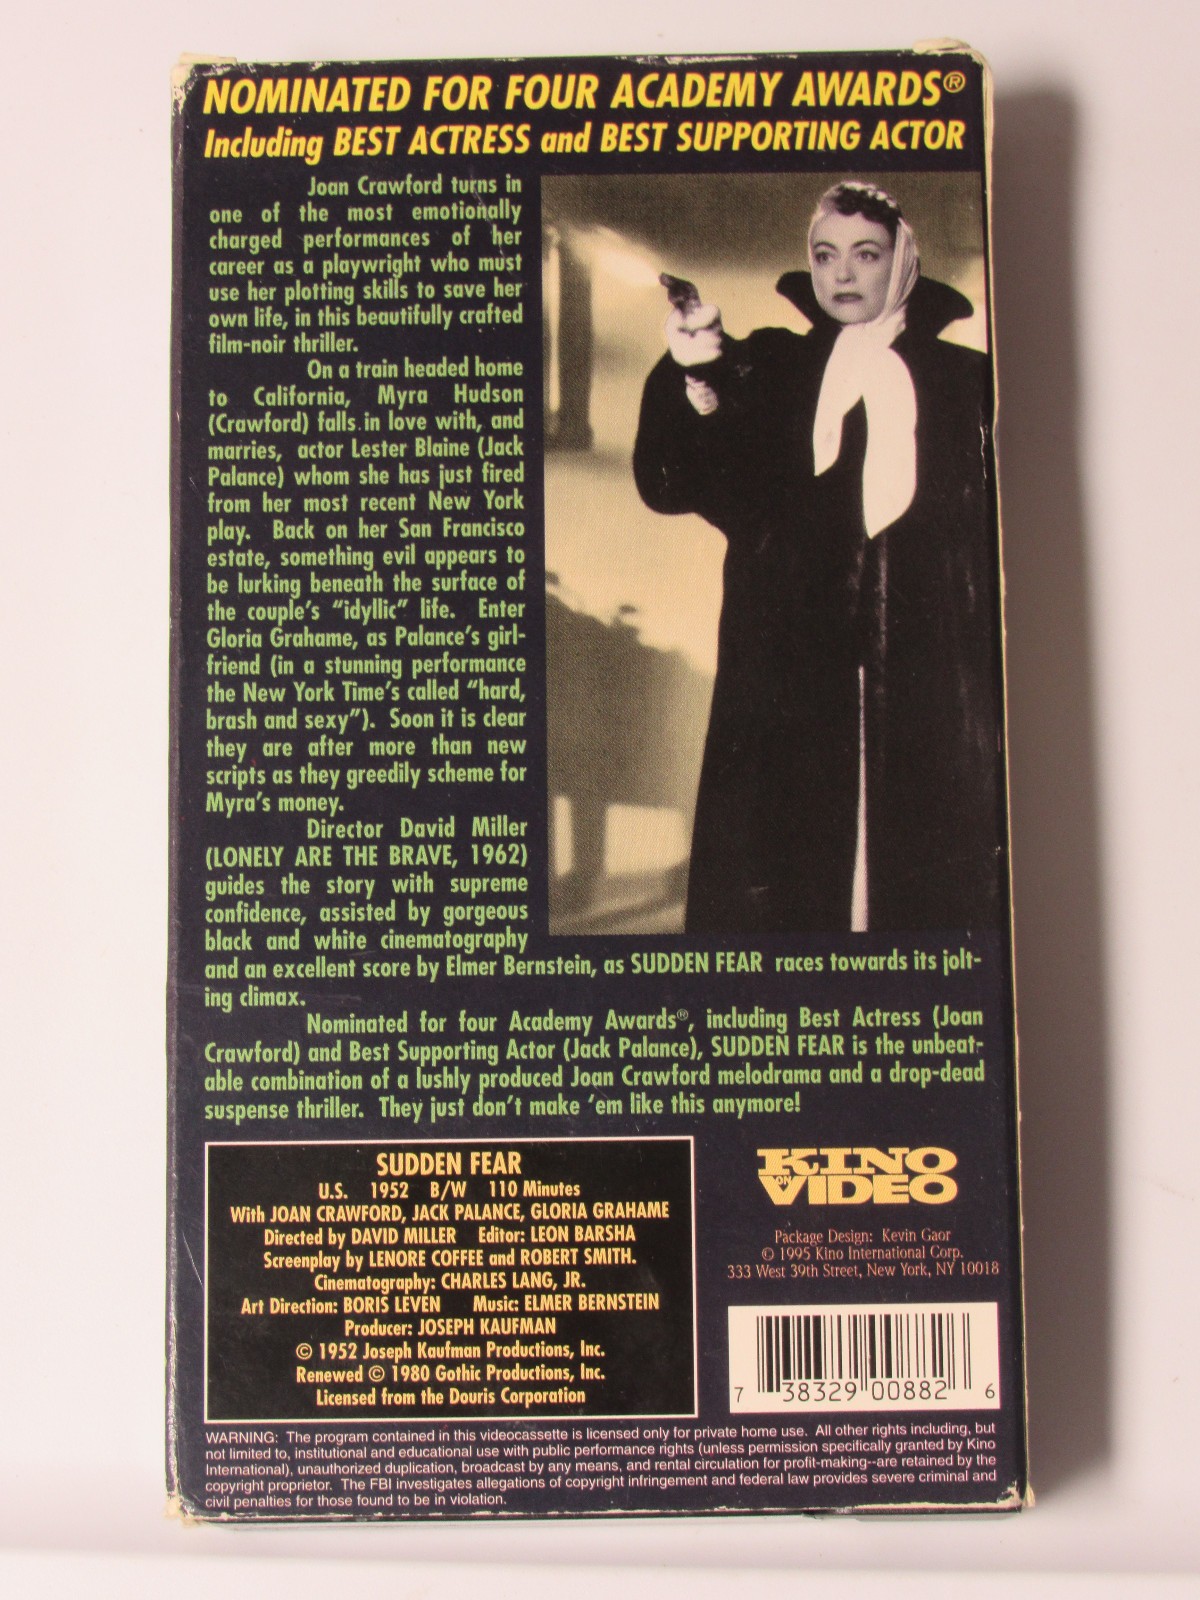 NOMINATED FOR FOUR ACADEMY AWARDS®
Including BEST ACTRESS and BEST SUPPORTING ACTOR
Joan Crawford turns in
one of the most emotionally
charged performances of her
career as a playwright who must
use her plotting skills to save her
own life, in this beautifully crafted
film-noir thriller.
On a train headed home
to California, Myra Hudson
(Crawford) falls in love with, and
marries, actor Lester Blaine (Jack
Palance) whom she has just fired
from her most recent New York
play. Back on her San Francisco
estate, something evil appears to
be lurking beneath the surface of
the couple's "idyllic" life. Enter
Gloria Grahame, as Palance's girl-
friend (in a stunning performance
the New York Time's called "hard,
brash and sexy"). Soon it is clear
they are after more than new
scripts as they greedily scheme for
Myra's money.
Director David Miller
(LONELY ARE THE BRAVE, 1962)
guides the story with supreme
confidence, assisted by gorgeous
black and white cinematography
and an excellent score by Elmer Bernstein, as SUDDEN FEAR races towards its jolt-
ing climax.
Nominated for four Academy Awards®, including Best Actress (Joan
Crawford) and Best Supporting Actor (Jack Palance), SUDDEN FEAR is the unbeat-
able combination of a lushly produced Joan Crawford melodrama and a drop-dead
suspense thriller. They just don't make 'em like this anymore!
SUDDEN FEAR
U.S. 1952 B/W 110 Minutes
With JOAN CRAWFORD, JACK PALANCE, GLORIA GRAHAME
Directed by DAVID MILLER Editor: LEON BARSHA
Screenplay by LENORE COFFEE and ROBERT SMITH.
Cinematography: CHARLES LANG, JR.
Art Direction: BORIS LEVEN Music: ELMER BERNSTEIN
Producer: JOSEPH KAUFMAN
© 1952 Joseph Kaufman Productions, Inc.
Renewed © 1980 Gothic Productions, Inc.
Licensed from the Douris Corporation
KINO
ON
VIDEO
Package Design: Kevin Gaor
© 1995 Kino International Corp.
333 West 39th Street, New York, NY 10018
7 38329 00882 6
WARNING: The program contained in this videocassette is licensed only for private home use. All other rights including, but
not limited to, institutional and educational use with public performance rights (unless permission specifically granted by Kino
International), unauthorized duplication, broadcast by any means, and rental circulation for profit-making--are retained by the
copyright proprietor. The FBI investigates allegations of copyright infringement and federal law provides severe criminal and
civil penalties for those found to be in violation.